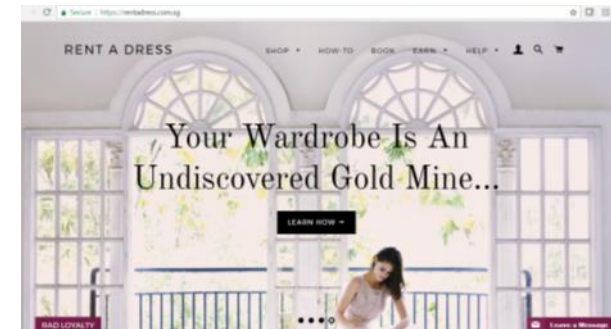 Secure | https://rentadress.com.sg
RENT A DRESS
SHOP HOW-TO BOOK EARN HELP
Your Wardrobe Is An
Undiscovered Gold Mine...
LEARN HOW →
RAD LOYALTY
Leave a Message